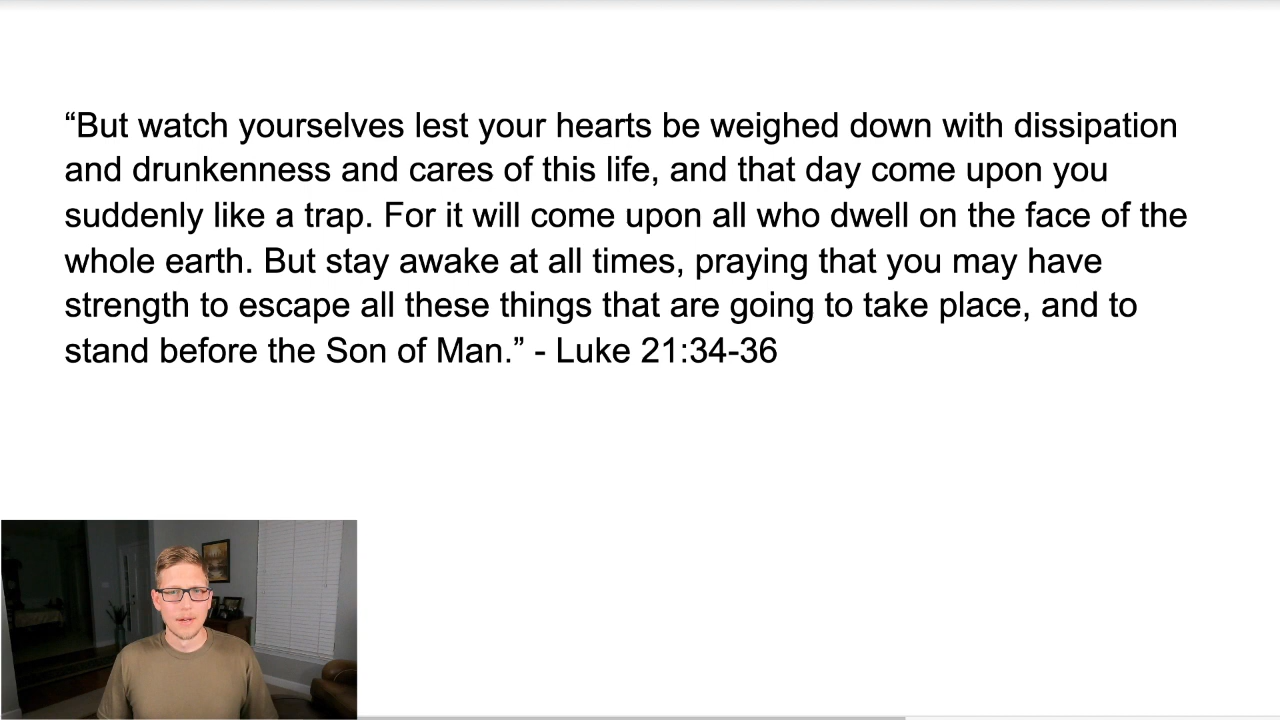 “But watch yourselves lest your hearts be weighed down with dissipation
and drunkenness and cares of this life, and that day come upon you
suddenly like a trap. For it will come upon all who dwell on the face of the
whole earth. But stay awake at all times, praying that you may have
strength to escape all these things that are going to take place, and to
stand before the Son of Man.” - Luke 21:34-36